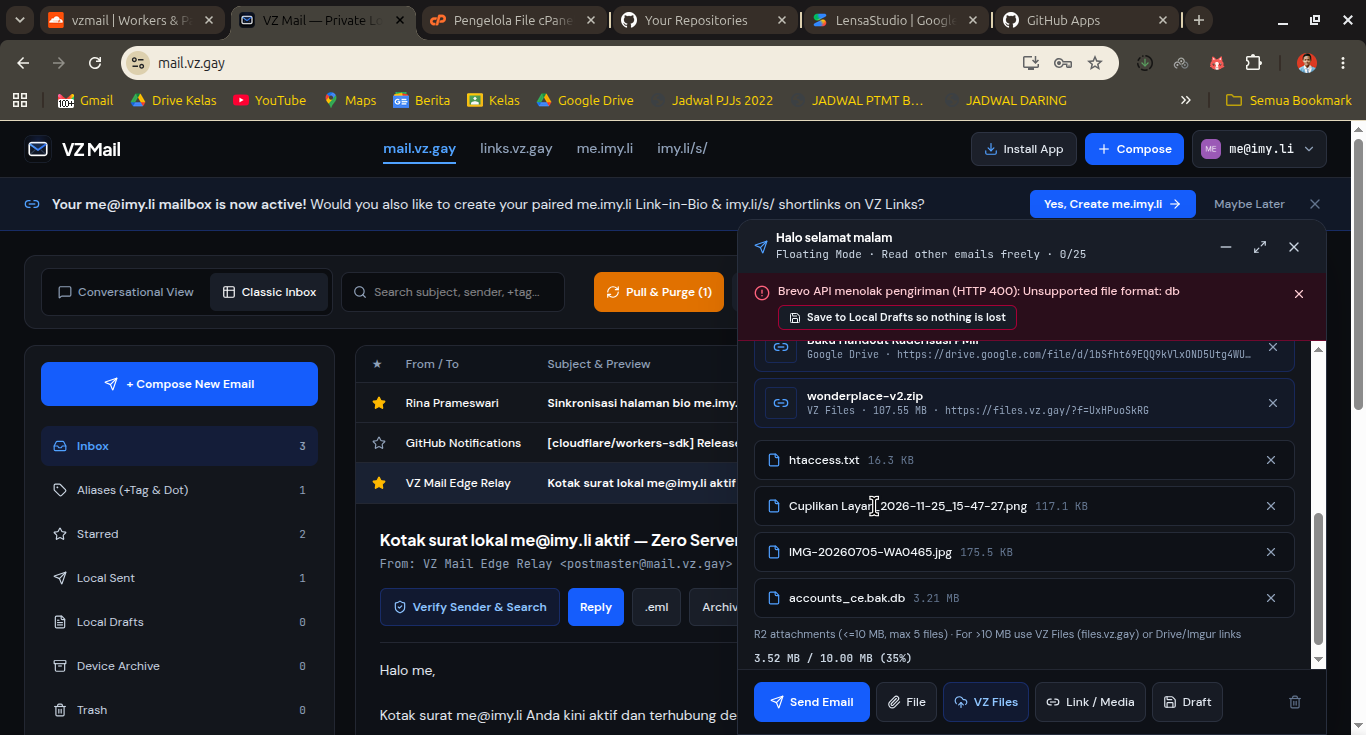 vzmail | Workers & P
VZ Mail — Private Lo
Pengelola File cPane
Your Repositories
LensaStudio | Google
GitHub Apps
mail.vz.gay
Gmail
Drive Kelas
YouTube
Maps
Berita
Kelas
Google Drive
Jadwal PJJs 2022
JADWAL PTMT B...
JADWAL DARING
Semua Bookmark
VZ Mail
mail.vz.gay
links.vz.gay
me.imy.li
imy.li/s/
Install App
+ Compose
ME
me@imy.li
Your me@imy.li mailbox is now active! Would you also like to create your paired me.imy.li Link-in-Bio & imy.li/s/ shortlinks on VZ Links?
Yes, Create me.imy.li →
Maybe Later
Conversational View
Classic Inbox
Search subject, sender, +tag...
Pull & Purge (1)
+ Compose New Email
Inbox 3
Aliases (+Tag & Dot) 1
Starred 2
Local Sent 1
Local Drafts 0
Device Archive 0
Trash 0
★ From / To Subject & Preview
Rina Prameswari Sinkronisasi halaman bio me.imy.
GitHub Notifications [cloudflare/workers-sdk] Release
VZ Mail Edge Relay Kotak surat lokal me@imy.li aktif
Kotak surat lokal me@imy.li aktif — Zero Server
From: VZ Mail Edge Relay <postmaster@mail.vz.gay>
Verify Sender & Search
Reply
.eml
Archiv
Halo me,
Kotak surat me@imy.li Anda kini aktif dan terhubung de
Halo selamat malam
Floating Mode · Read other emails freely · 0/25
Brevo API menolak pengiriman (HTTP 400): Unsupported file format: db
Save to Local Drafts so nothing is lost
Buku Handout Kaderisasi PMII
Google Drive · https://drive.google.com/file/d/1bSfht69EQQ9kVlxOND5Utg4WU…
wonderplace-v2.zip
VZ Files · 107.55 MB · https://files.vz.gay/?f=UxHPuoSkRG
htaccess.txt 16.3 KB
Cuplikan Layar_2026-11-25_15-47-27.png 117.1 KB
IMG-20260705-WA0465.jpg 175.5 KB
accounts_ce.bak.db 3.21 MB
R2 attachments (<=10 MB, max 5 files) · For >10 MB use VZ Files (files.vz.gay) or Drive/Imgur links
3.52 MB / 10.00 MB (35%)
Send Email
File
VZ Files
Link / Media
Draft